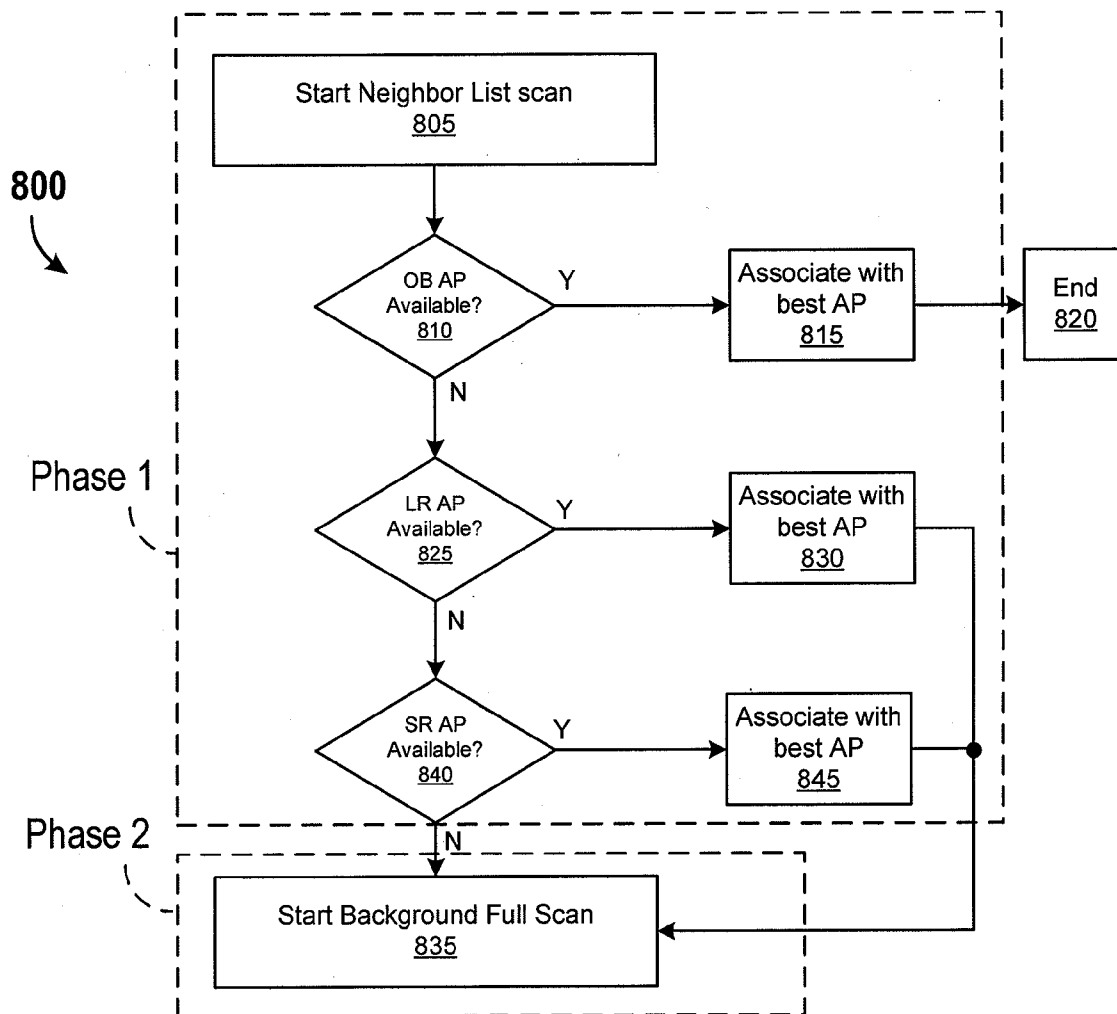 Start Neighbor List scan
805
800
OB AP
Available?
810
Y
Associate with
best AP
815
End
820
N
Phase 1
LR AP
Available?
825
Y
Associate with
best AP
830
N
SR AP
Available?
840
Y
Associate with
best AP
845
Phase 2
N
Start Background Full Scan
835